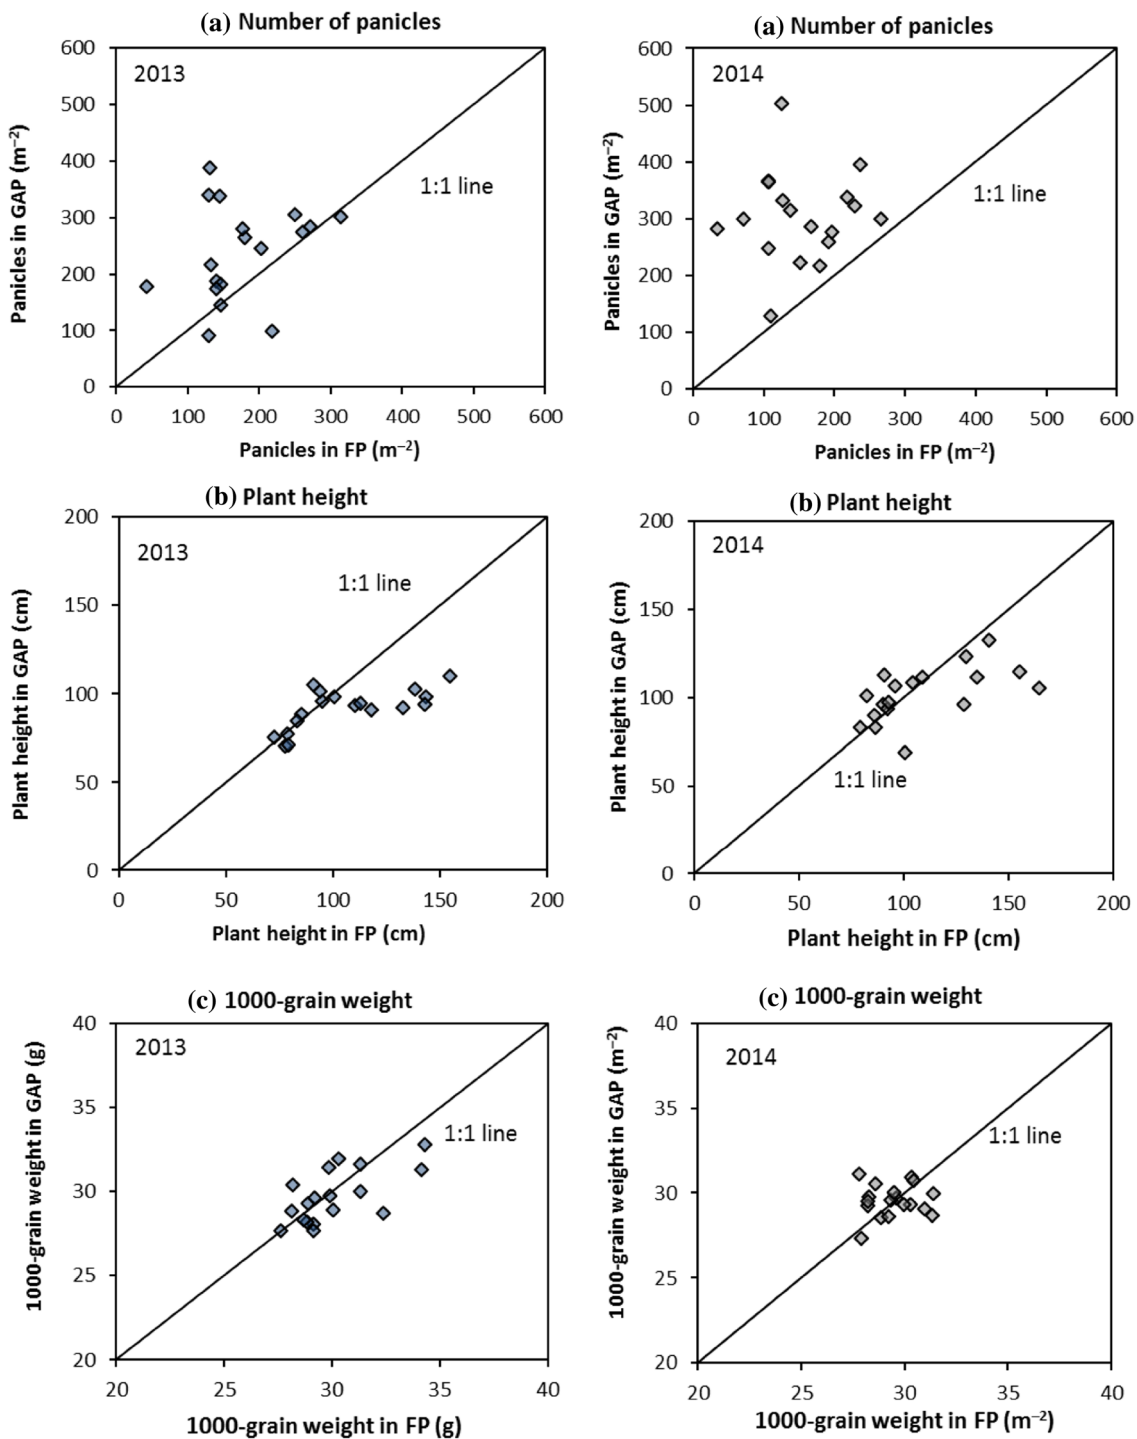 (a) Number of panicles
600
500
400
300
200
100
0
2013
1:1 line
0 100 200 300 400 500 600
Panicles in GAP (m⁻²)
Panicles in FP (m⁻²)
(a) Number of panicles
600
500
400
300
200
100
0
2014
1:1 line
0 100 200 300 400 500 600
Panicles in GAP (m⁻²)
Panicles in FP (m⁻²)
(b) Plant height
200
150
100
50
0
2013
1:1 line
0 50 100 150 200
Plant height in GAP (cm)
Plant height in FP (cm)
(b) Plant height
200
150
100
50
0
2014
1:1 line
0 50 100 150 200
Plant height in GAP (cm)
Plant height in FP (cm)
(c) 1000-grain weight
40
35
30
25
20
2013
1:1 line
20 25 30 35 40
1000-grain weight in GAP (g)
1000-grain weight in FP (g)
(c) 1000-grain weight
40
35
30
25
20
2014
1:1 line
20 25 30 35 40
1000-grain weight in GAP (m⁻²)
1000-grain weight in FP (m⁻²)